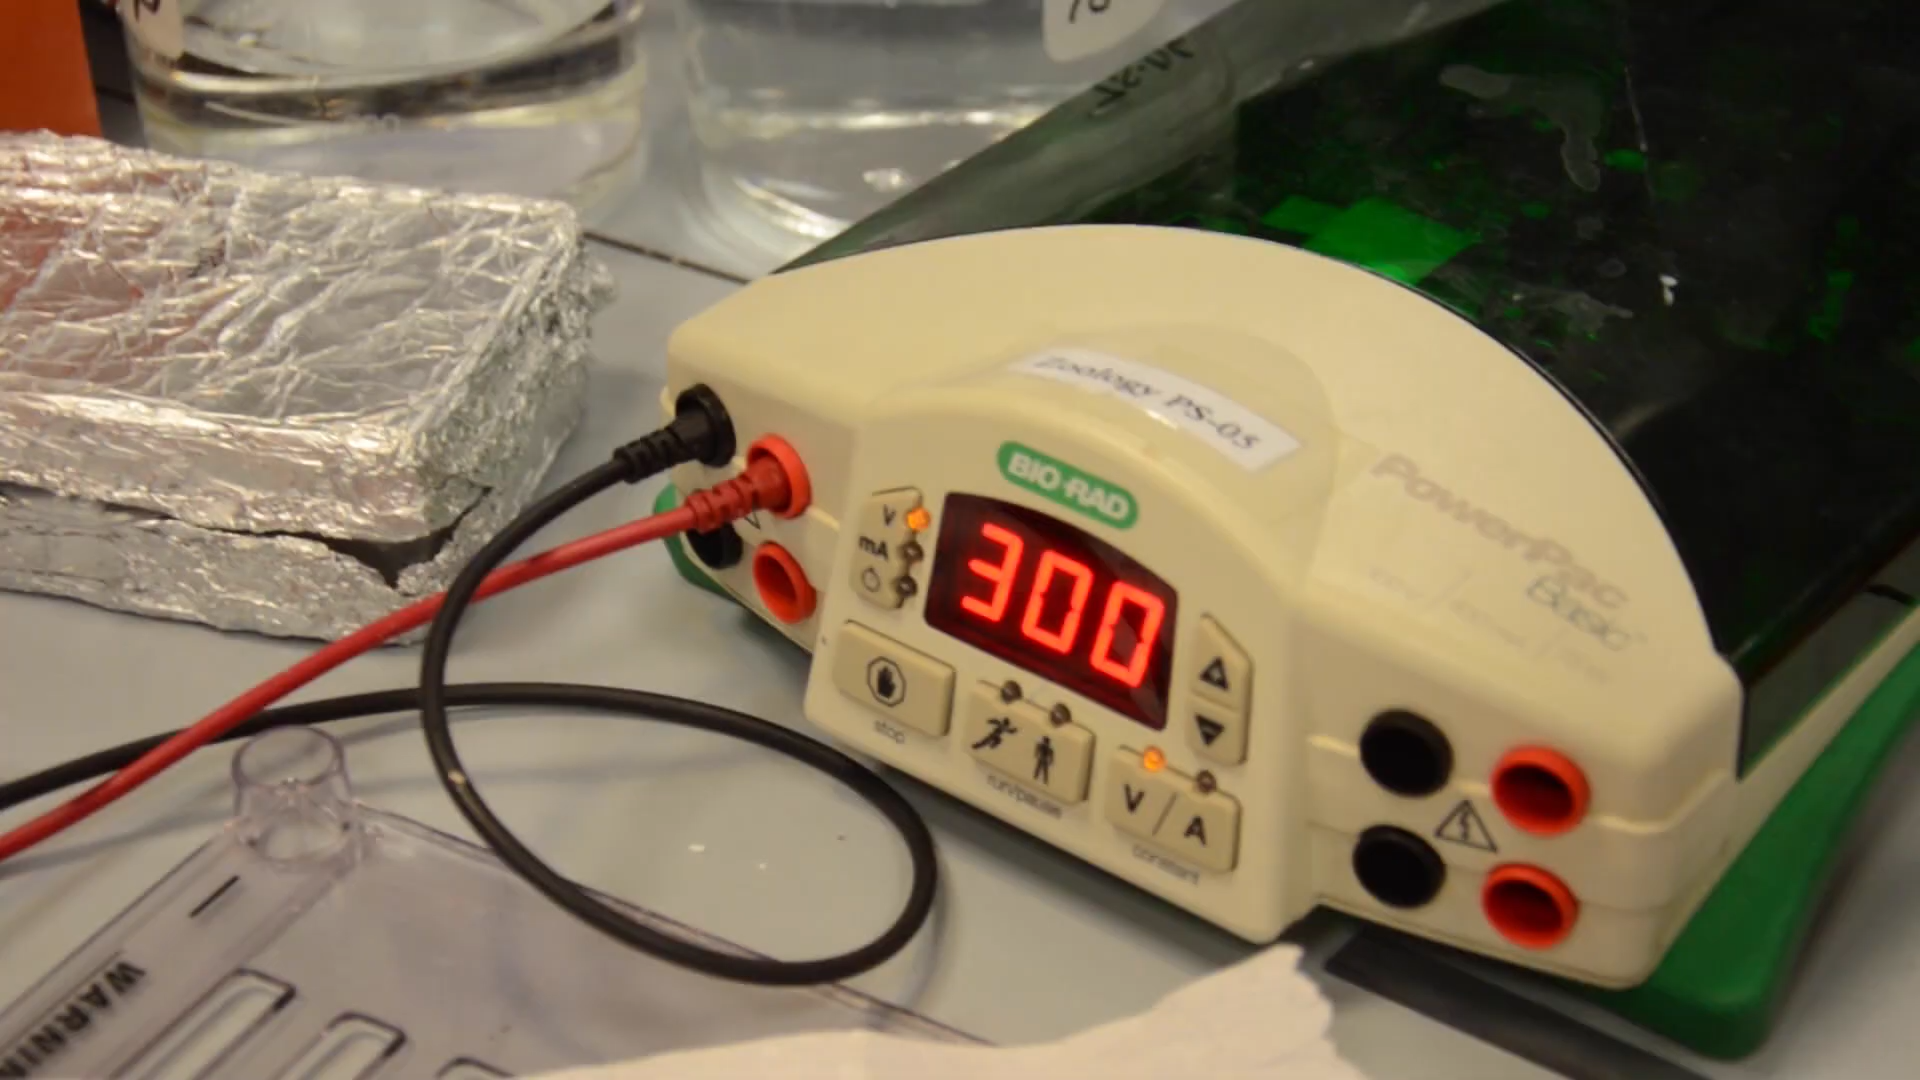 Zoology PS-05
BIO-RAD
PowerPac
Basic
V
mA
300
stop
run/pause
V/A
constant
WARNIN